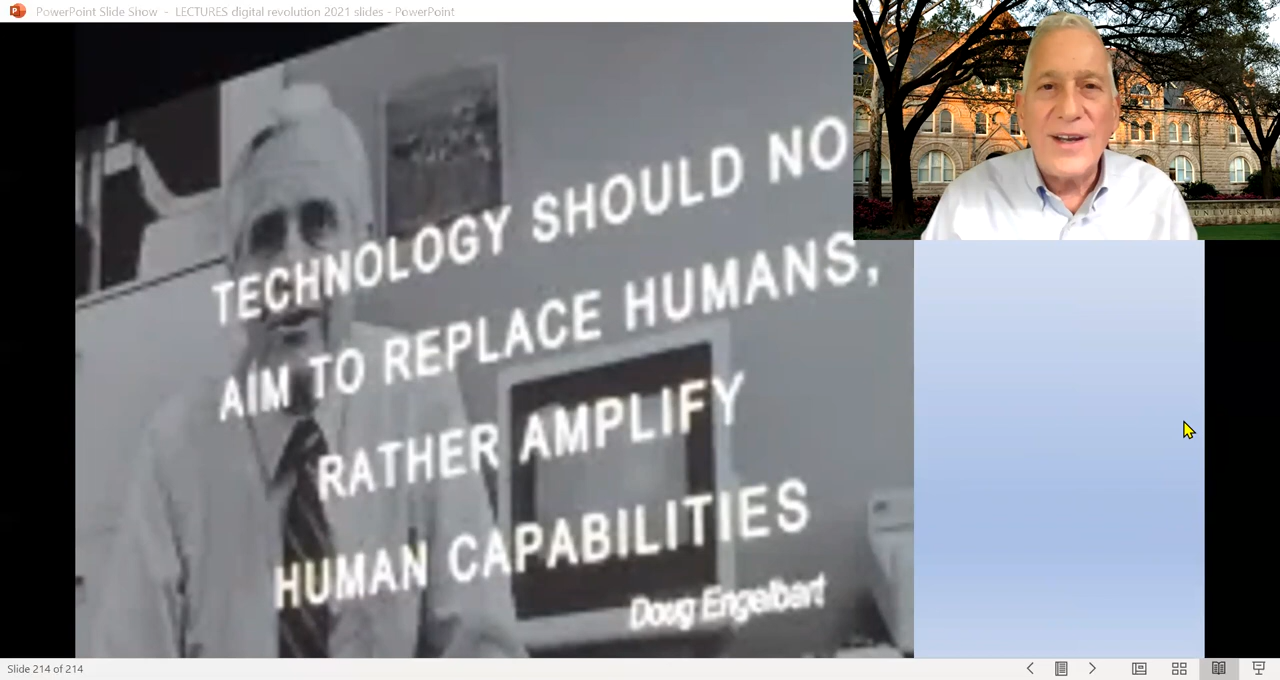 PowerPoint Slide Show - LECTURES digital revolution 2021 slides - PowerPoint
TECHNOLOGY SHOULD NO
AIM TO REPLACE HUMANS,
RATHER AMPLIFY
HUMAN CAPABILITIES
Doug Engelbart
Slide 214 of 214